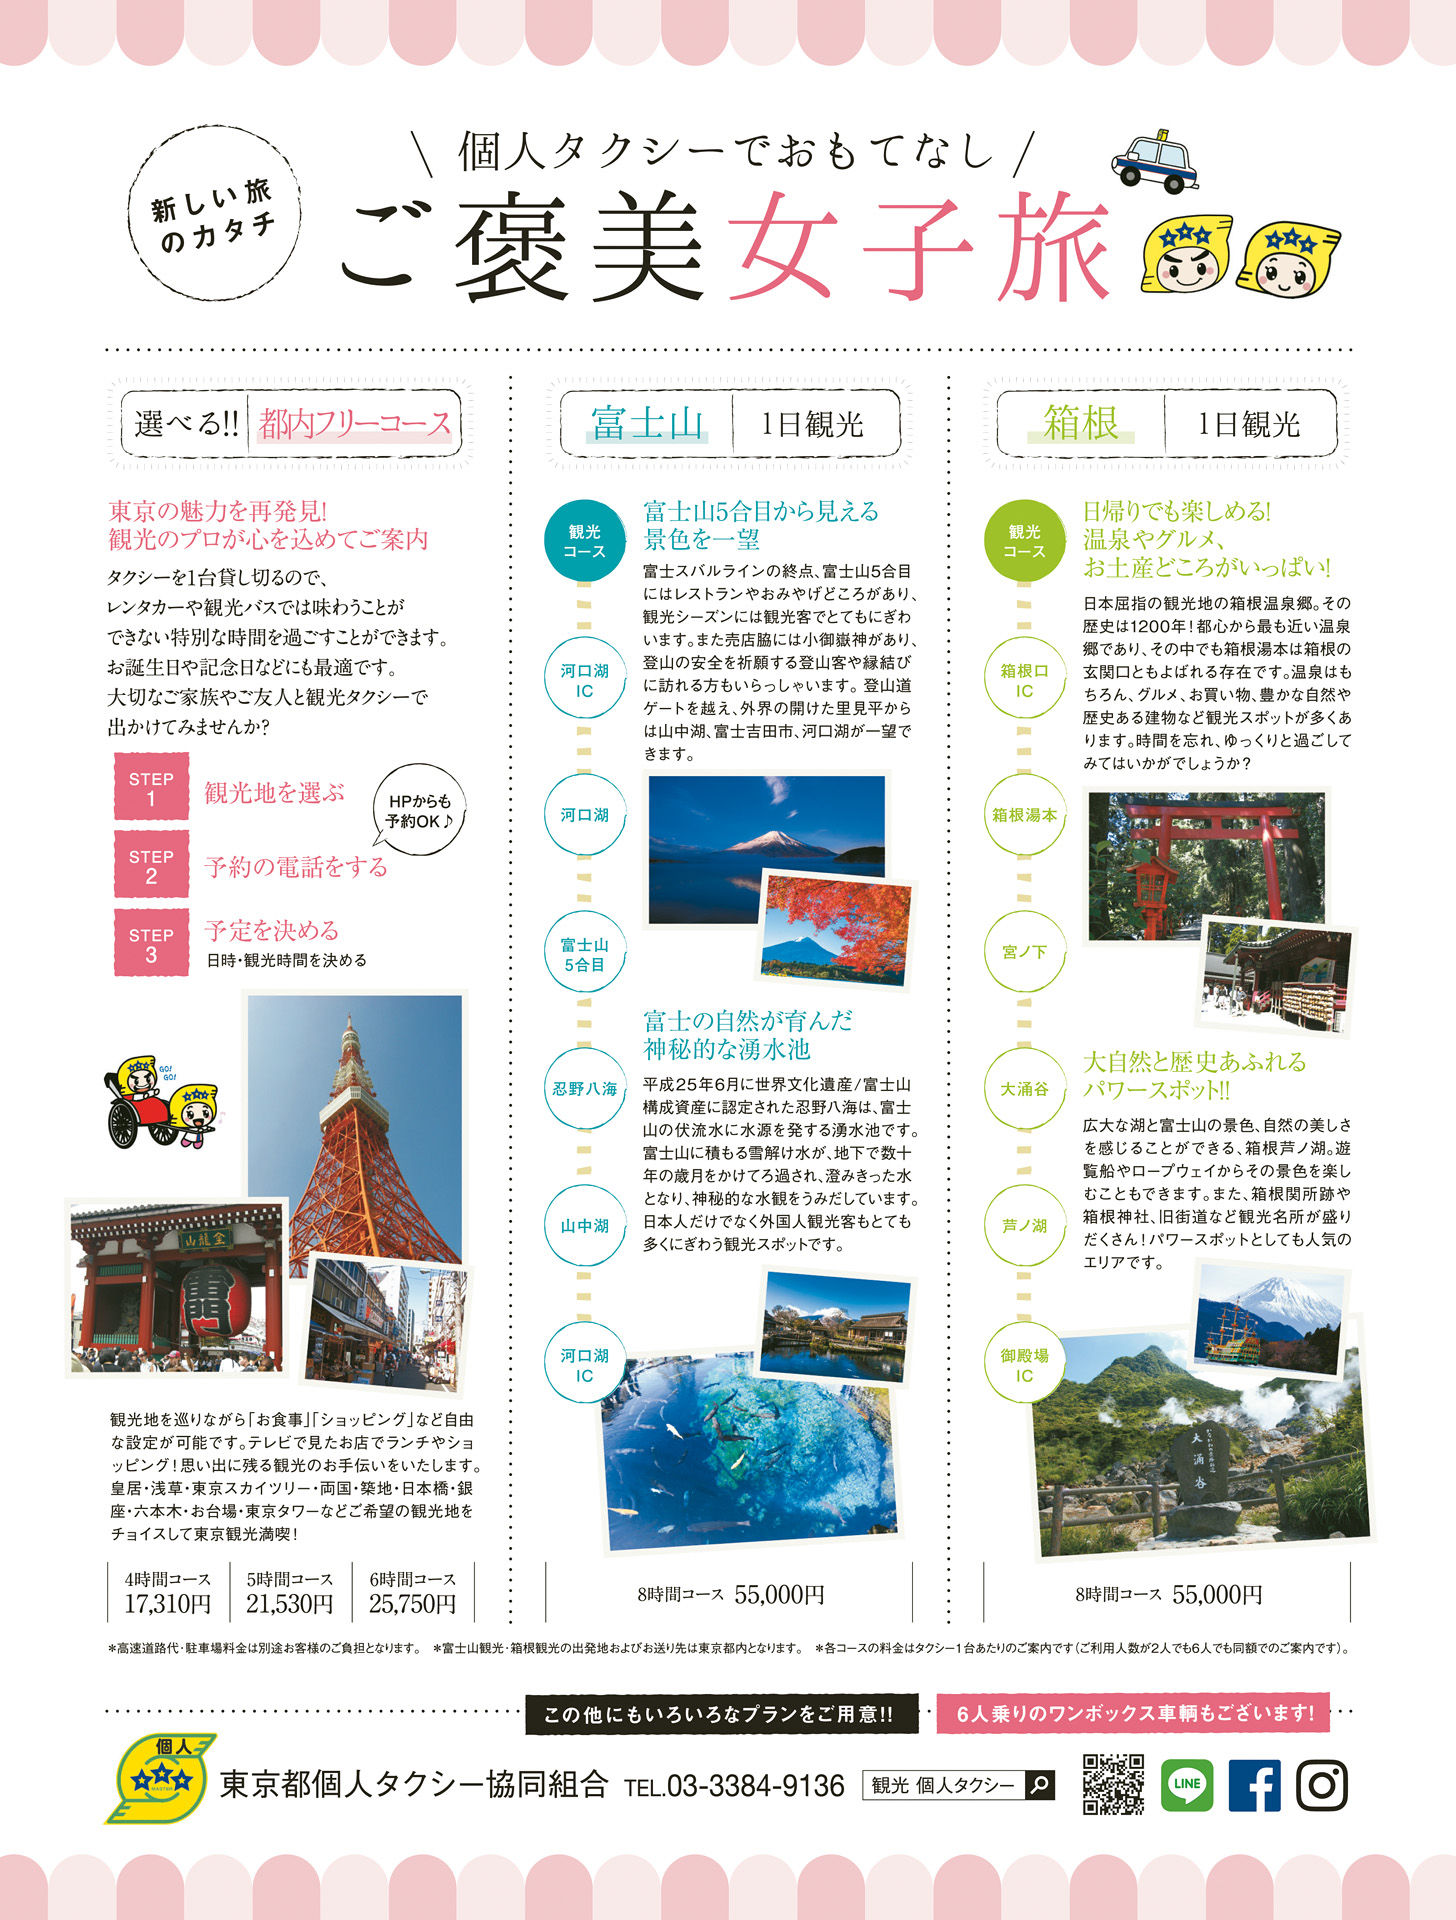 新しい旅
のカタチ
個人タクシーでおもてなし
ご褒美女子旅
選べる!! 都内フリーコース
東京の魅力を再発見!
観光のプロが心を込めてご案内
タクシーを1台貸し切るので、
レンタカーや観光バスでは味わうことが
できない特別な時間を過ごすことができます。
お誕生日や記念日などにも最適です。
大切なご家族やご友人と観光タクシーで
出かけてみませんか?
STEP
1
観光地を選ぶ
HPからも
予約OK♪
STEP
2
予約の電話をする
STEP
3
予定を決める
日時・観光時間を決める
GO!
GO!
金龍山
観光地を巡りながら「お食事」「ショッピング」など自由
な設定が可能です。テレビで見たお店でランチやショ
ッピング!思い出に残る観光のお手伝いをいたします。
皇居・浅草・東京スカイツリー・両国・築地・日本橋・銀
座・六本木・お台場・東京タワーなどご希望の観光地を
チョイスして東京観光満喫!
4時間コース
17,310円
5時間コース
21,530円
6時間コース
25,750円
富士山 1日観光
観光
コース
河口湖
IC
河口湖
富士山
5合目
忍野八海
山中湖
河口湖
IC
富士山5合目から見える
景色を一望
富士スバルラインの終点、富士山5合目
にはレストランやおみやげどころがあり、
観光シーズンには観光客でとてもにぎわ
います。また売店脇には小御嶽神があり、
登山の安全を祈願する登山客や縁結び
に訪れる方もいらっしゃいます。登山道
ゲートを越え、外界の開けた里見平から
は山中湖、富士吉田市、河口湖が一望で
きます。
富士の自然が育んだ
神秘的な湧水池
平成25年6月に世界文化遺産/富士山
構成資産に認定された忍野八海は、富士
山の伏流水に水源を発する湧水池です。
富士山に積もる雪解け水が、地下で数十
年の歳月をかけてろ過され、澄みきった水
となり、神秘的な水観をうみだしています。
日本人だけでなく外国人観光客もとても
多くにぎわう観光スポットです。
8時間コース 55,000円
箱根 1日観光
観光
コース
箱根口
IC
箱根湯本
宮ノ下
大涌谷
芦ノ湖
御殿場
IC
日帰りでも楽しめる!
温泉やグルメ、
お土産どころがいっぱい!
日本屈指の観光地の箱根温泉郷。その
歴史は1200年!都心から最も近い温泉
郷であり、その中でも箱根湯本は箱根の
玄関口ともよばれる存在です。温泉はも
ちろん、グルメ、お買い物、豊かな自然や
歴史ある建物など観光スポットが多くあ
ります。時間を忘れ、ゆっくりと過ごして
みてはいかがでしょうか?
大自然と歴史あふれる
パワースポット!!
広大な湖と富士山の景色、自然の美しさ
を感じることができる、箱根芦ノ湖。遊
覧船やロープウェイからその景色を楽し
むこともできます。また、箱根関所跡や
箱根神社、旧街道など観光名所が盛り
だくさん!パワースポットとしても人気の
エリアです。
大涌谷
8時間コース 55,000円
*高速道路代・駐車場料金は別途お客様のご負担となります。 *富士山観光・箱根観光の出発地およびお送り先は東京都内となります。 *各コースの料金はタクシー1台あたりのご案内です(ご利用人数が2人でも6人でも同額でのご案内です)。
この他にもいろいろなプランをご用意!!
6人乗りのワンボックス車輌もございます!
個人
MASTER
東京都個人タクシー協同組合 TEL.03-3384-9136
観光 個人タクシー
LINE